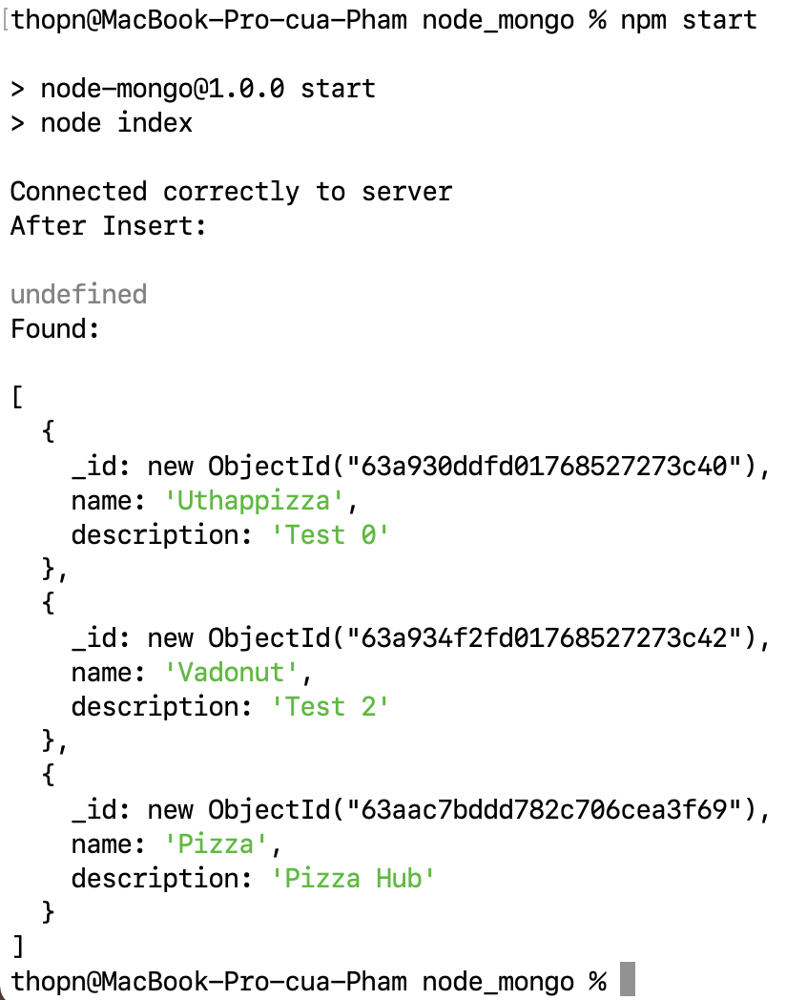 [thopn@MacBook-Pro-cua-Pham node_mongo % npm start
> node-mongo@1.0.0 start
> node index
Connected correctly to server
After Insert:
undefined
Found:
[
  {
    _id: new ObjectId("63a930ddfd01768527273c40"),
    name: 'Uthappizza',
    description: 'Test 0'
  },
  {
    _id: new ObjectId("63a934f2fd01768527273c42"),
    name: 'Vadonut',
    description: 'Test 2'
  },
  {
    _id: new ObjectId("63aac7bddd782c706cea3f69"),
    name: 'Pizza',
    description: 'Pizza Hub'
  }
]
thopn@MacBook-Pro-cua-Pham node_mongo %